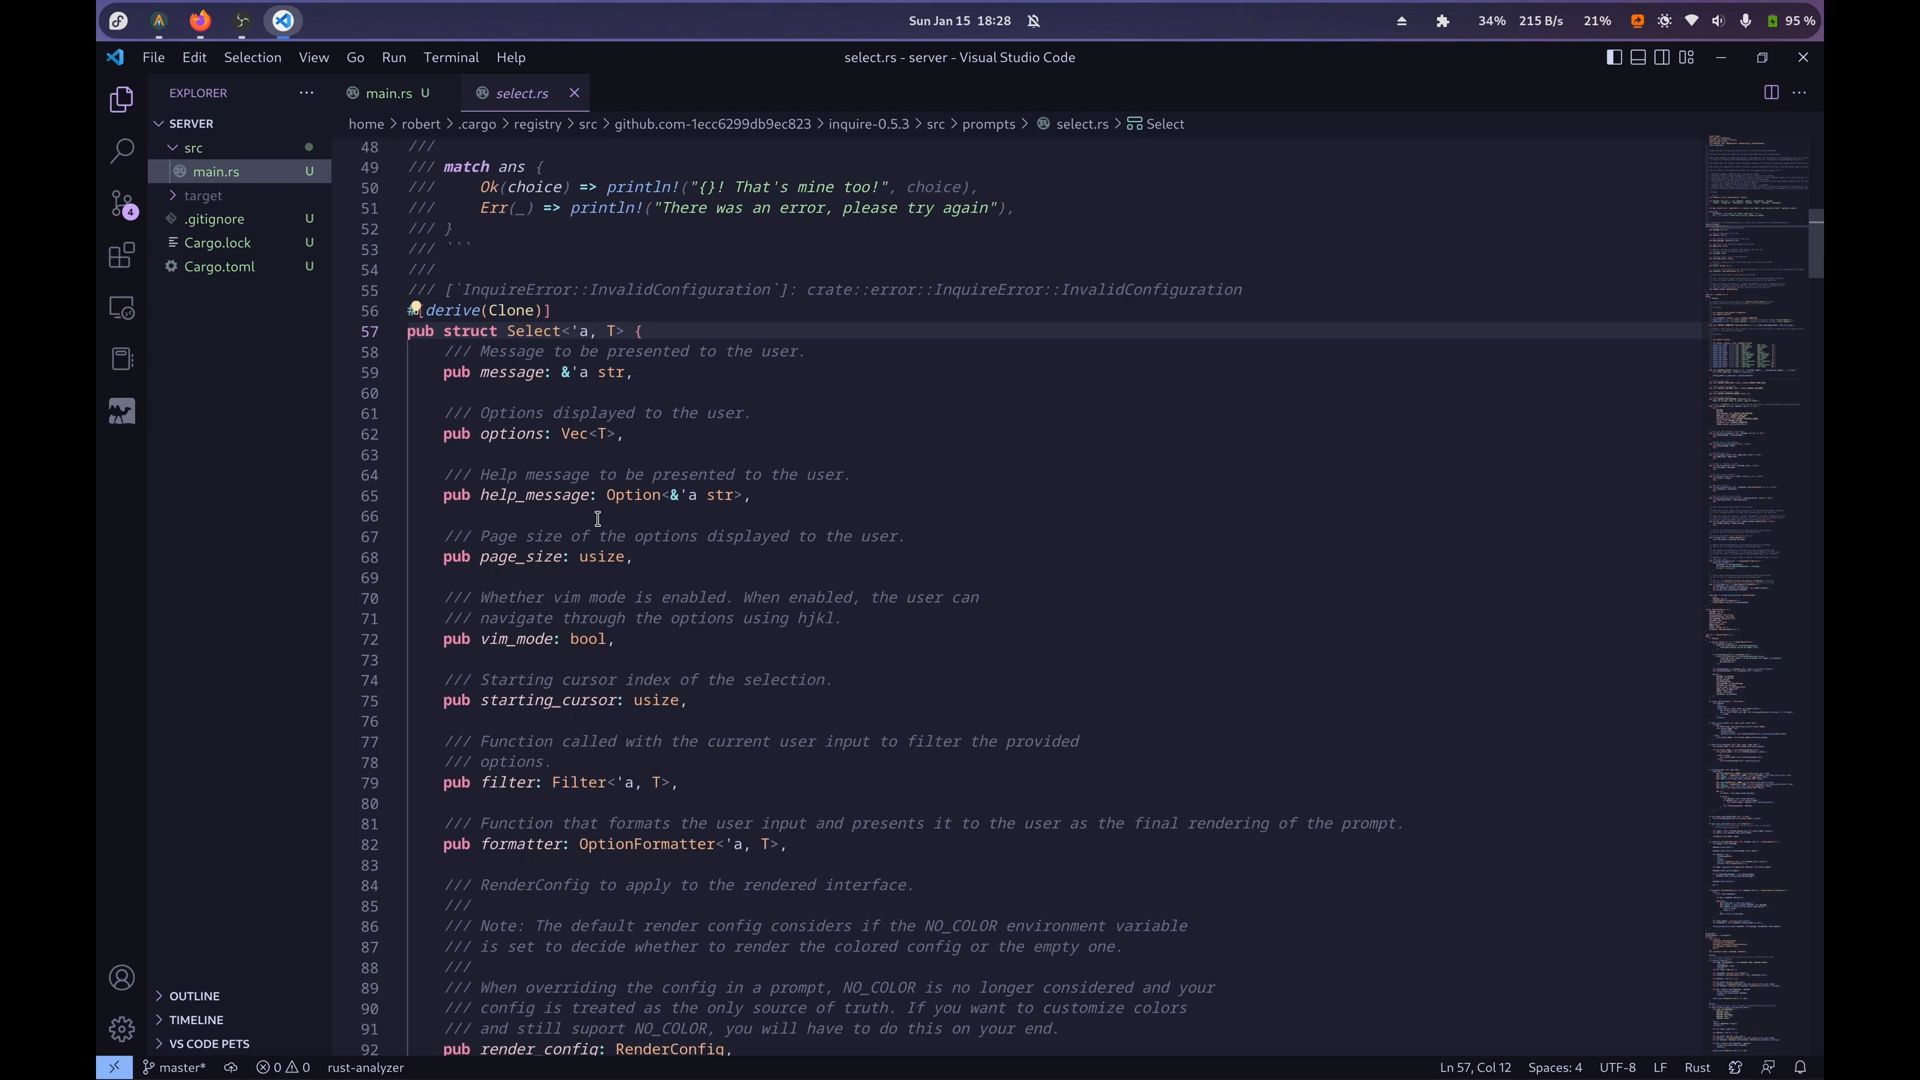 Sun Jan 15 18:28
34%
215 B/s
21%
95 %
File Edit Selection View Go Run Terminal Help
select.rs - server - Visual Studio Code
EXPLORER
main.rs U
select.rs
SERVER
src
main.rs U
target
.gitignore U
Cargo.lock U
Cargo.toml U
4
home > robert > .cargo > registry > src > github.com-1ecc6299db9ec823 > inquire-0.5.3 > src > prompts > select.rs > Select
48 ///
49 /// match ans {
50 ///     Ok(choice) => println!("{}! That's mine too!", choice),
51 ///     Err(_) => println!("There was an error, please try again"),
52 /// }
53 /// ```
54 ///
55 /// [`InquireError::InvalidConfiguration`]: crate::error::InquireError::InvalidConfiguration
56 #[derive(Clone)]
57 pub struct Select<'a, T> {
58     /// Message to be presented to the user.
59     pub message: &'a str,
60
61     /// Options displayed to the user.
62     pub options: Vec<T>,
63
64     /// Help message to be presented to the user.
65     pub help_message: Option<&'a str>,
66
67     /// Page size of the options displayed to the user.
68     pub page_size: usize,
69
70     /// Whether vim mode is enabled. When enabled, the user can
71     /// navigate through the options using hjkl.
72     pub vim_mode: bool,
73
74     /// Starting cursor index of the selection.
75     pub starting_cursor: usize,
76
77     /// Function called with the current user input to filter the provided
78     /// options.
79     pub filter: Filter<'a, T>,
80
81     /// Function that formats the user input and presents it to the user as the final rendering of the prompt.
82     pub formatter: OptionFormatter<'a, T>,
83
84     /// RenderConfig to apply to the rendered interface.
85     ///
86     /// Note: The default render config considers if the NO_COLOR environment variable
87     /// is set to decide whether to render the colored config or the empty one.
88     ///
89     /// When overriding the config in a prompt, NO_COLOR is no longer considered and your
90     /// config is treated as the only source of truth. If you want to customize colors
91     /// and still suport NO_COLOR, you will have to do this on your end.
92     pub render_config: RenderConfig,
OUTLINE
TIMELINE
VS CODE PETS
master*
0 0
rust-analyzer
Ln 57, Col 12
Spaces: 4
UTF-8
LF
Rust